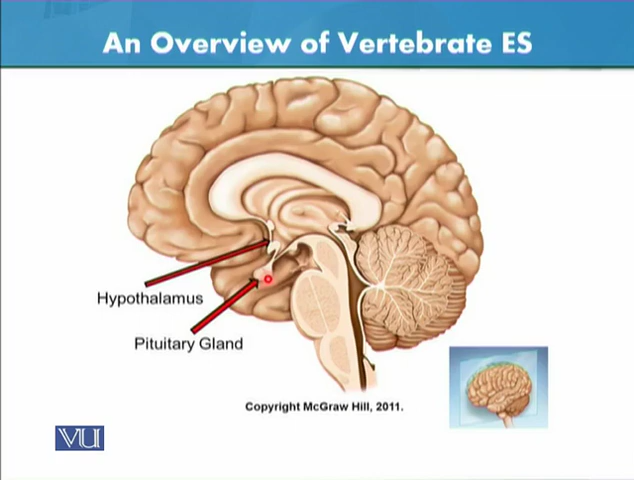 An Overview of Vertebrate ES
Hypothalamus
Pituitary Gland
Copyright McGraw Hill, 2011.
VU